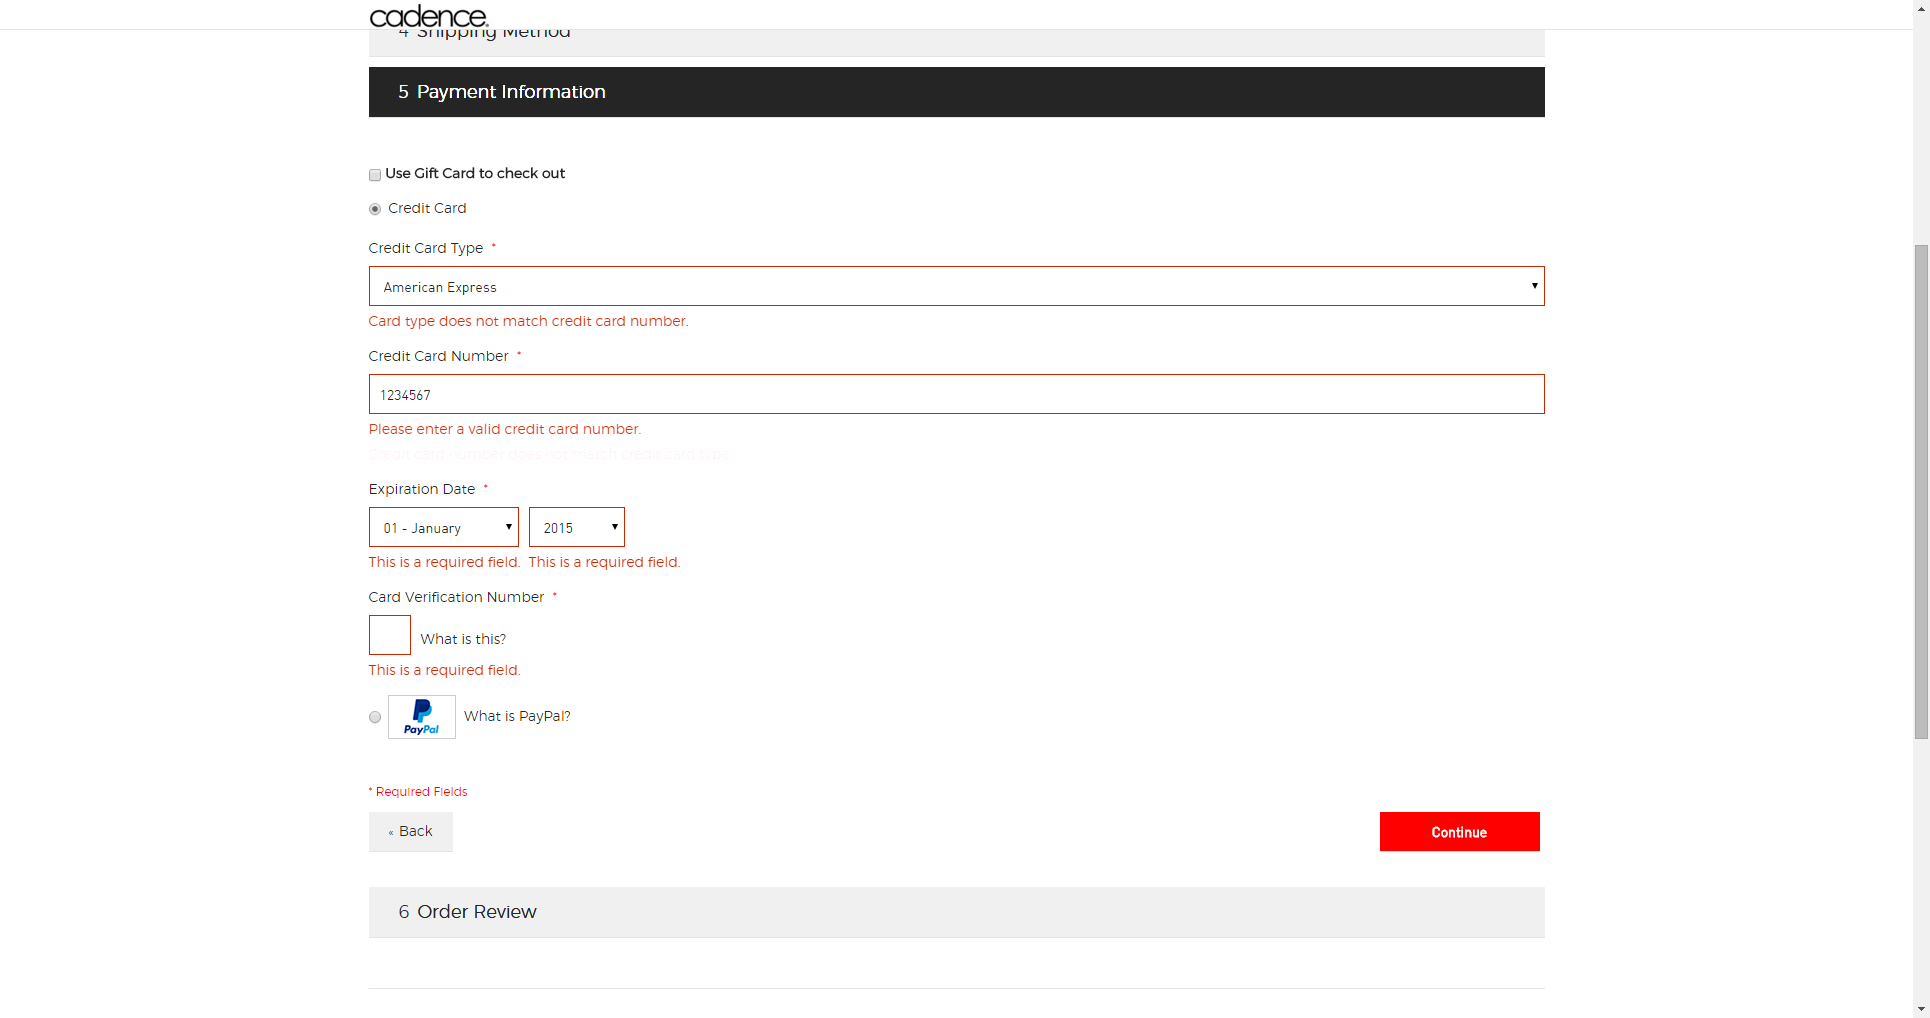 cadence.
4 Shipping Method
5 Payment Information
Use Gift Card to check out
Credit Card
Credit Card Type *
American Express
Card type does not match credit card number.
Credit Card Number *
1234567
Please enter a valid credit card number.
Credit card number does not match credit card type.
Expiration Date *
01 - January 2015
This is a required field. This is a required field.
Card Verification Number *
What is this?
This is a required field.
PayPal What is PayPal?
* Required Fields
« Back Continue
6 Order Review